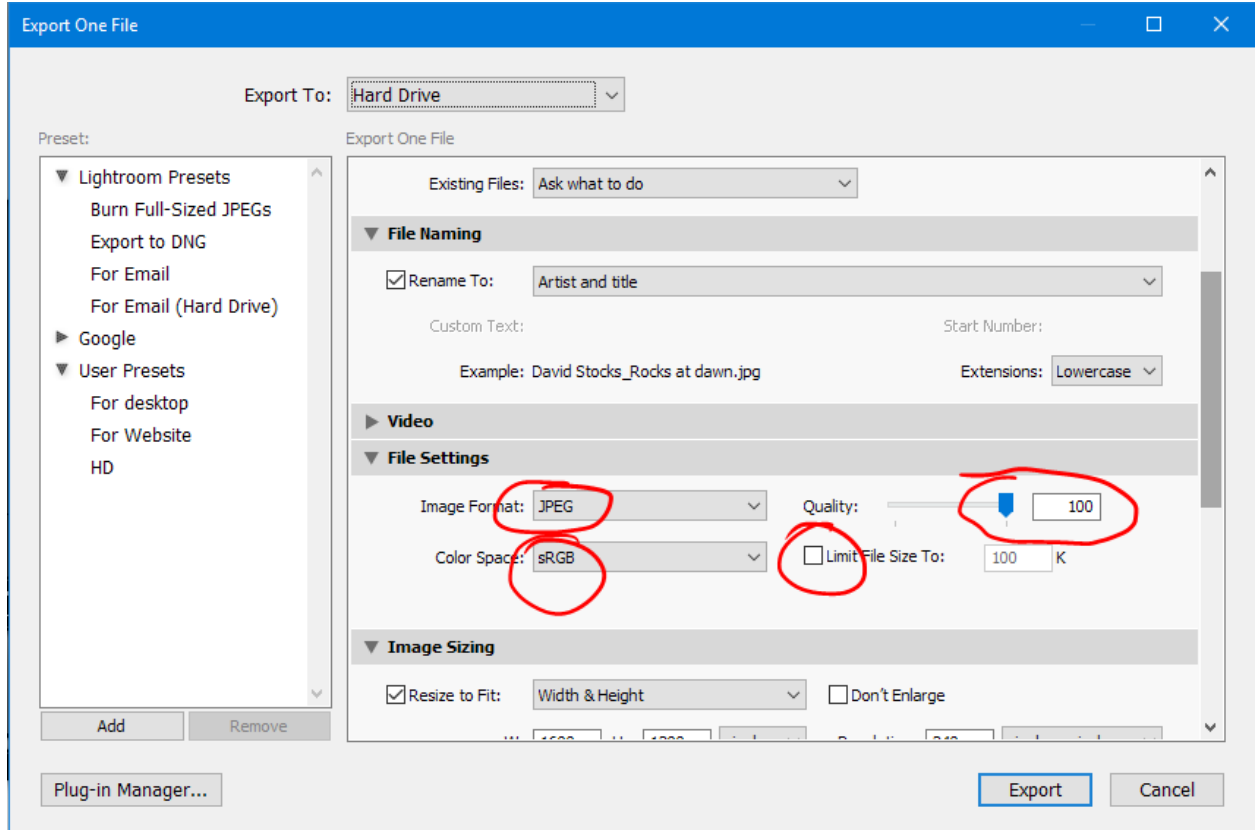 Export One File
Export To: Hard Drive
Preset:
Export One File
Lightroom Presets
Burn Full-Sized JPEGs
Export to DNG
For Email
For Email (Hard Drive)
Google
User Presets
For desktop
For Website
HD
Add Remove
Existing Files: Ask what to do
File Naming
Rename To: Artist and title
Custom Text: Start Number:
Example: David Stocks_Rocks at dawn.jpg Extensions: Lowercase
Video
File Settings
Image Format: JPEG Quality: 100
Color Space: sRGB Limit File Size To: 100 K
Image Sizing
Resize to Fit: Width & Height Don't Enlarge
Plug-in Manager... Export Cancel